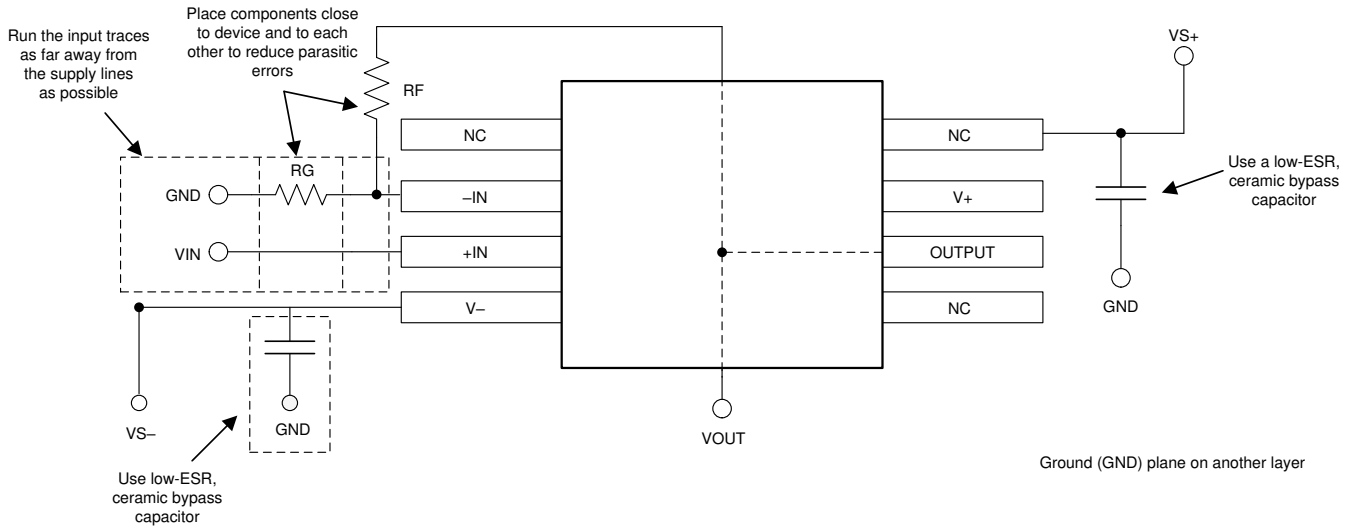 Place components close
to device and to each
other to reduce parasitic
errors
Run the input traces
as far away from
the supply lines
as possible
VS+
RF
NC
NC
Use a low-ESR,
ceramic bypass
capacitor
RG
GND
–IN
V+
VIN
+IN
OUTPUT
GND
V–
NC
VS–
GND
VOUT
Use low-ESR,
ceramic bypass
capacitor
Ground (GND) plane on another layer